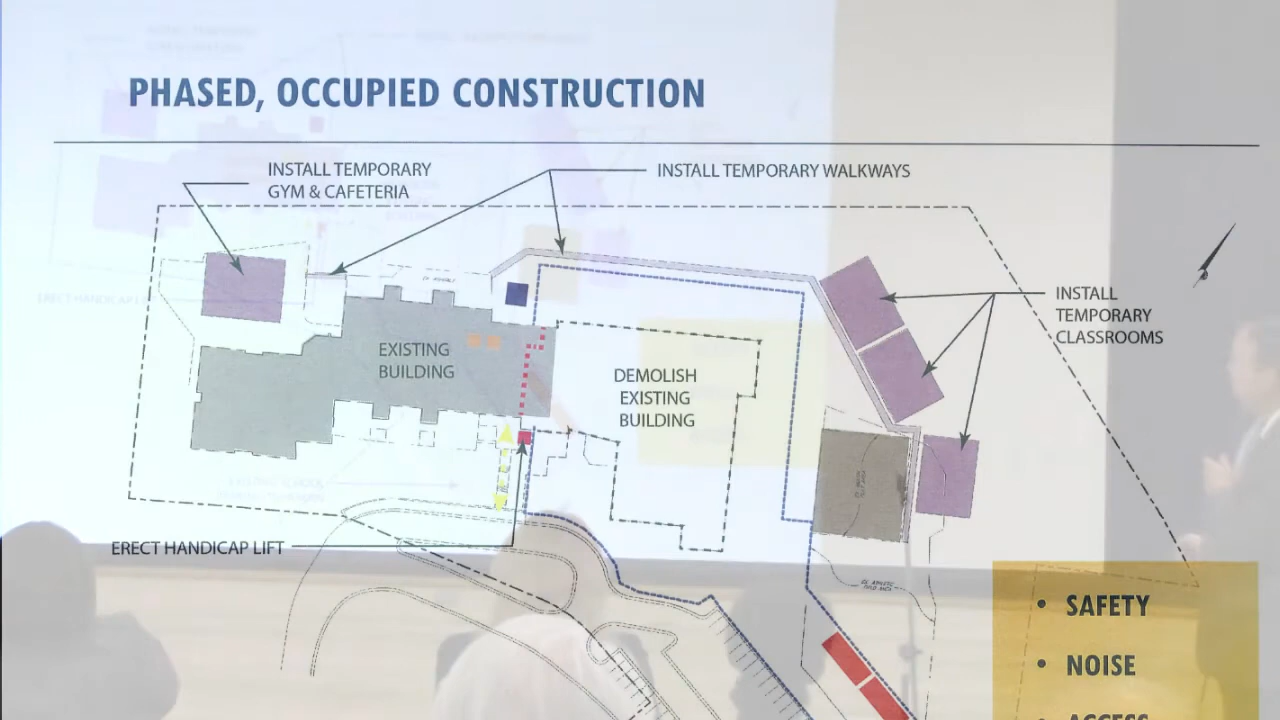 PHASED, OCCUPIED CONSTRUCTION
INSTALL TEMPORARY
GYM & CAFETERIA
INSTALL TEMPORARY WALKWAYS
INSTALL
TEMPORARY
CLASSROOMS
EXISTING
BUILDING
DEMOLISH
EXISTING
BUILDING
ERECT HANDICAP LIFT
• SAFETY
• NOISE
• ACCESS